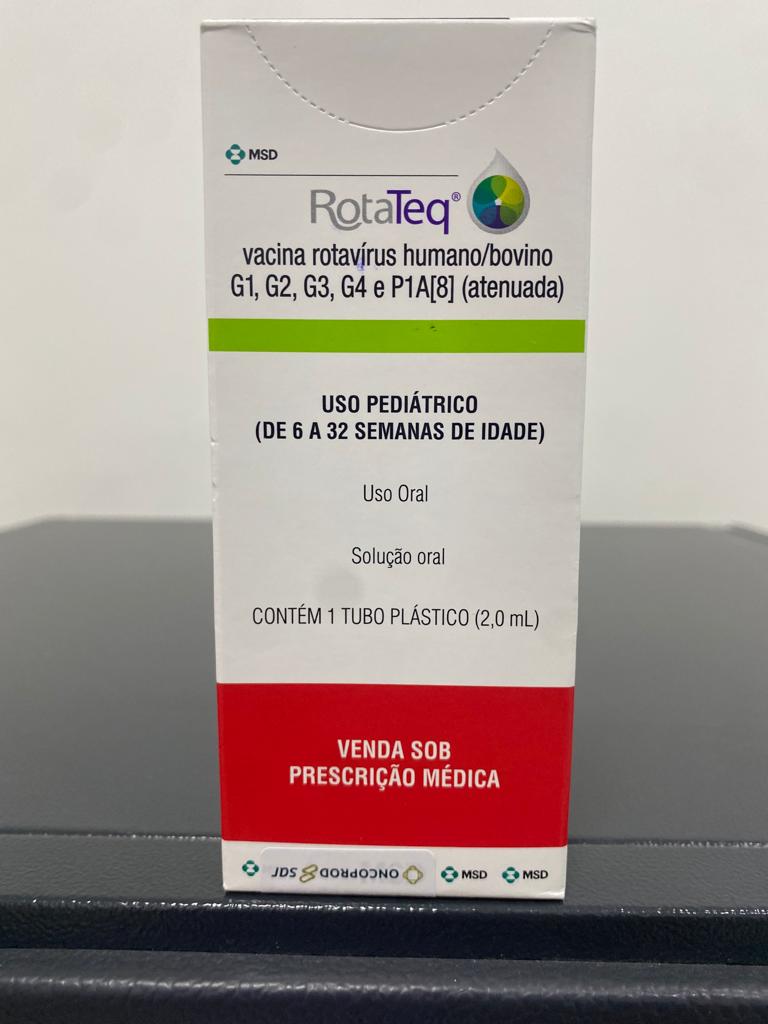 MSD
RotaTeq®
vacina rotavírus humano/bovino
G1, G2, G3, G4 e P1A[8] (atenuada)
USO PEDIÁTRICO
(DE 6 A 32 SEMANAS DE IDADE)
Uso Oral
Solução oral
CONTÉM 1 TUBO PLÁSTICO (2,0 mL)
VENDA SOB
PRESCRIÇÃO MÉDICA
ONCOPROD MSD MSD